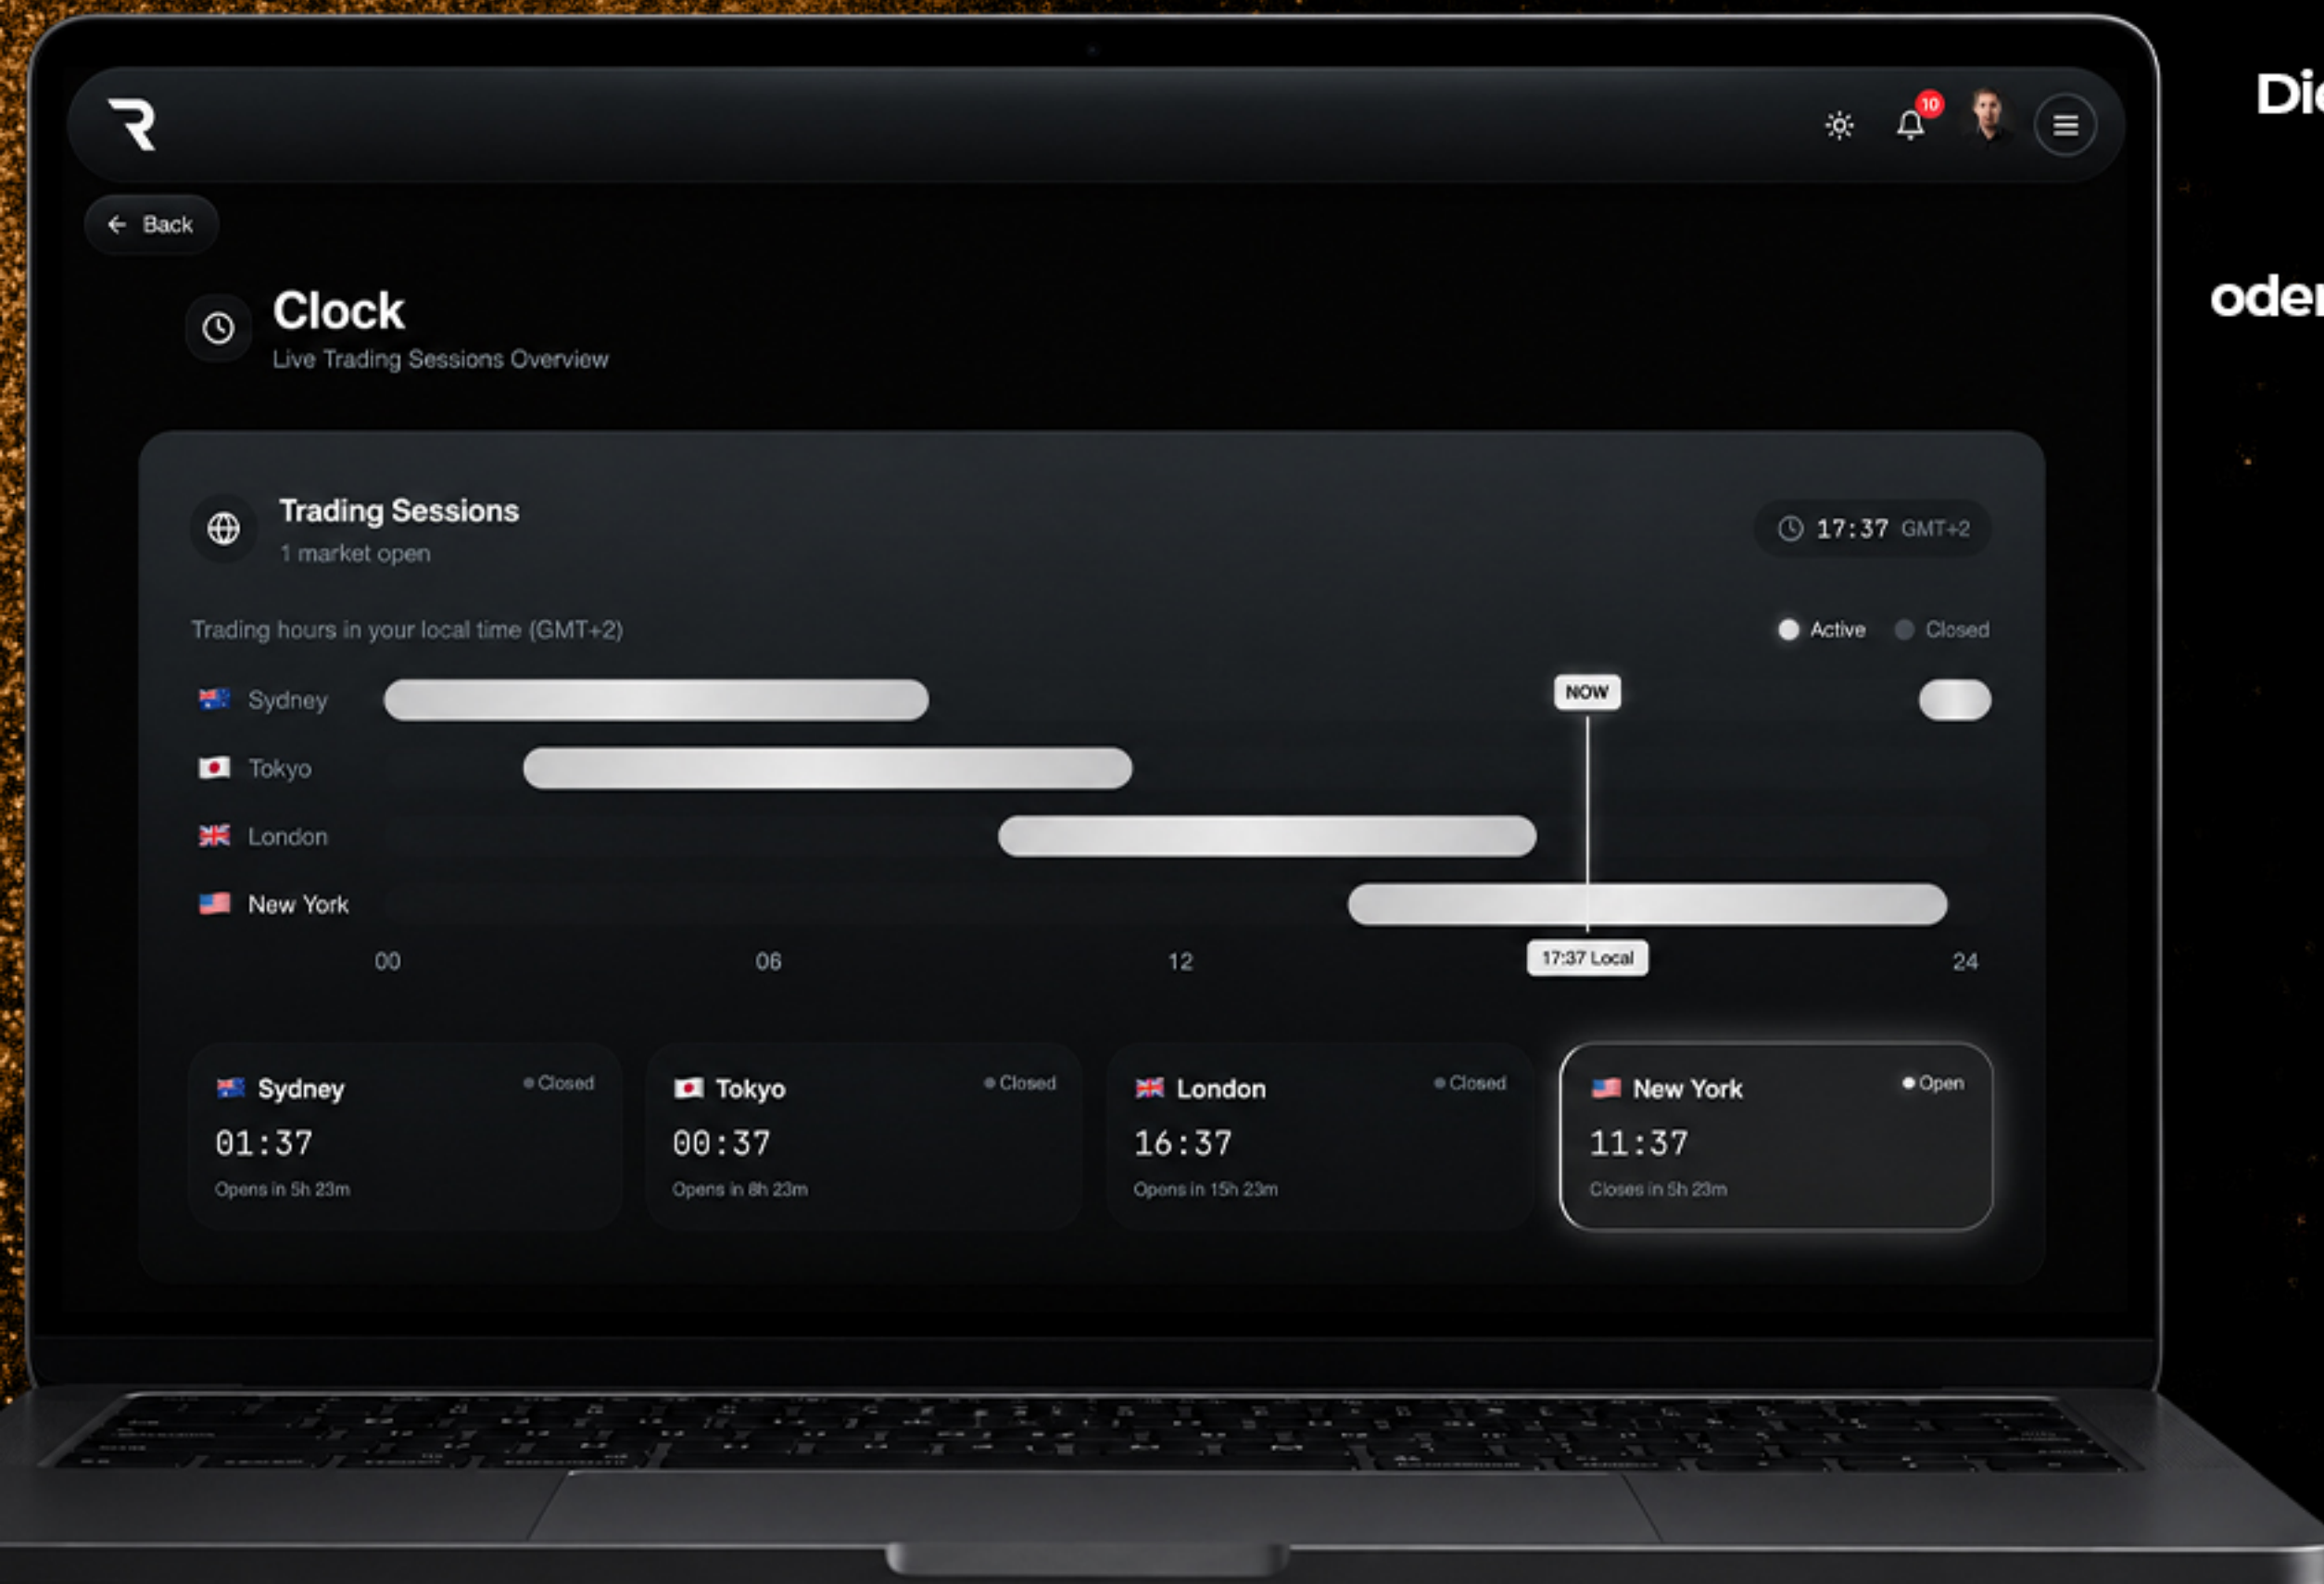 10
Back
Clock
Live Trading Sessions Overview
Trading Sessions
1 market open
17:37 GMT+2
Trading hours in your local time (GMT+2)
Active
Closed
Sydney
NOW
Tokyo
London
New York
00
06
12
17:37 Local
24
Sydney
Closed
01:37
Opens in 5h 23m
Tokyo
Closed
00:37
Opens in 8h 23m
London
Closed
16:37
Opens in 15h 23m
New York
Open
11:37
Closes in 5h 23m
oder